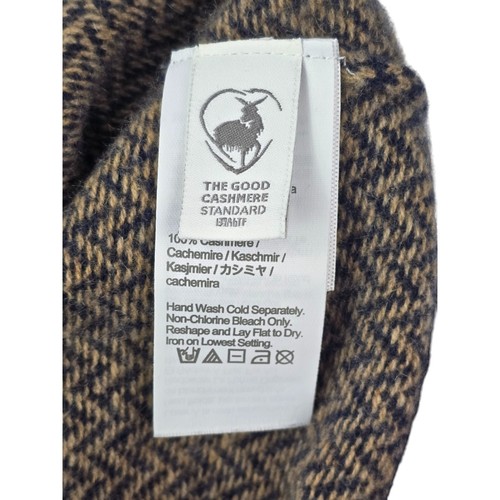 THE GOOD
CASHMERE
STANDARD
a
100% Cashmere /
Cachemire / Kaschmir /
Kasjmier / カシミヤ /
cachemira
Hand Wash Cold Separately.
Non-Chlorine Bleach Only.
Reshape and Lay Flat to Dry.
Iron on Lowest Setting.